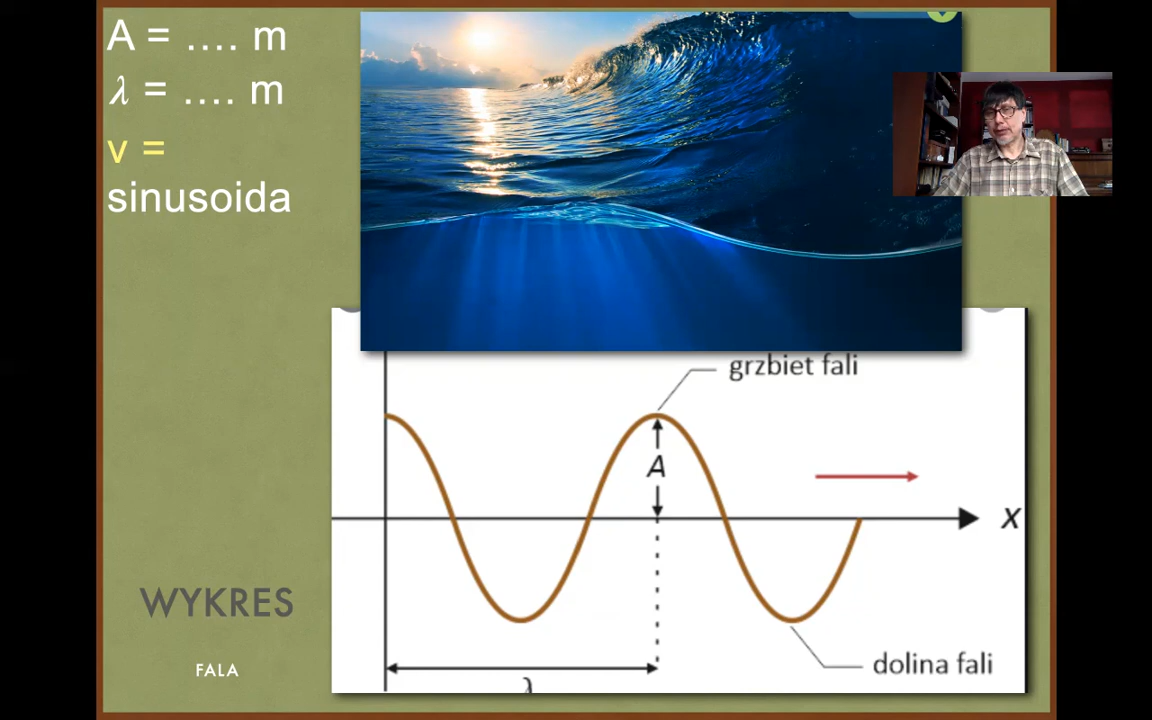 A = .... m
λ = .... m
v =
sinusoida
grzbiet fali
A
x
dolina fali
λ
WYKRES
FALA